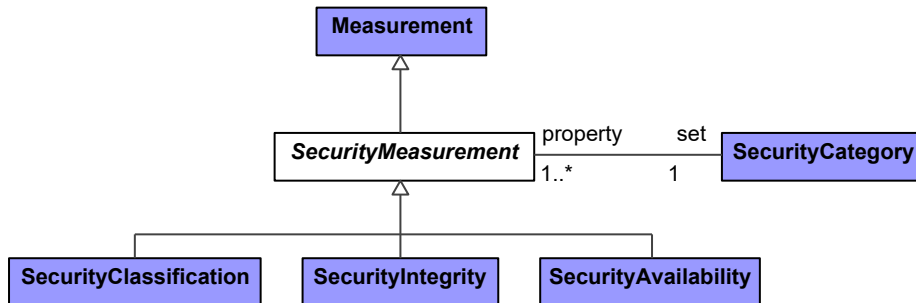 Measurement
property set
SecurityMeasurement
SecurityCategory
1..* 1
SecurityClassification
SecurityIntegrity
SecurityAvailability